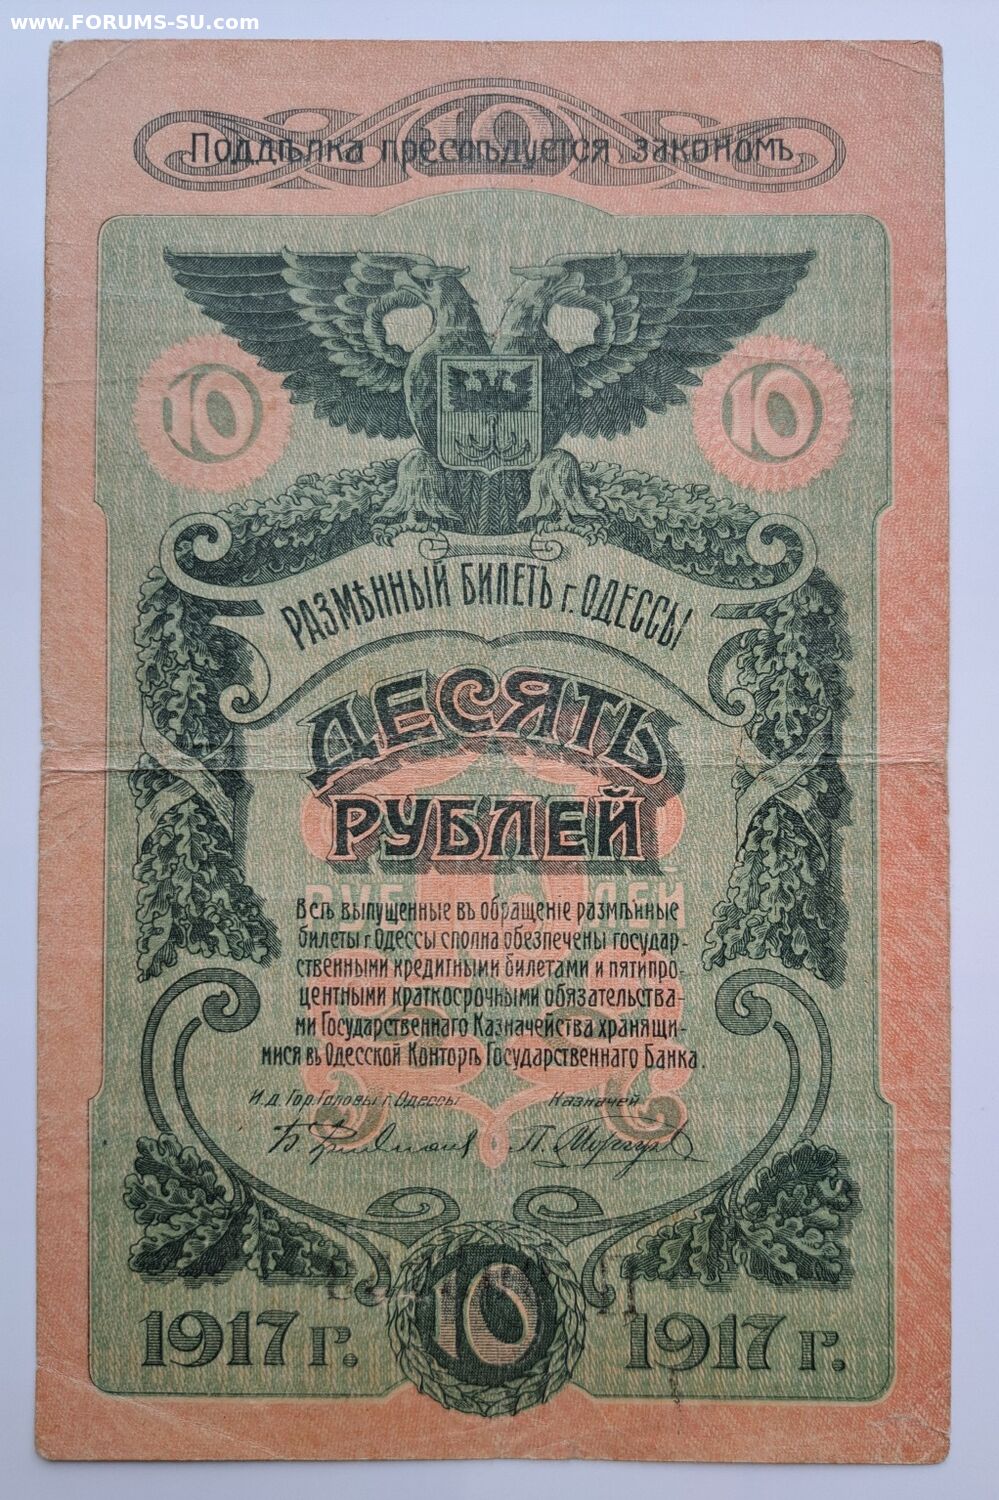 www.FORUMS-SU.com
10
Поддѣлка преслѣдуется закономъ
10 10
РАЗМѢННЫЙ БИЛЕТЪ г. ОДЕССЫ
ДЕСЯТЬ
РУБЛЕЙ
Всѣ выпущенные въ обращеніе размѣнные
билеты г. Одессы сполна обезпечены государ-
ственными кредитными билетами и пятипро-
центными краткосрочными обязательства-
ми Государственнаго Казначейства хранящи-
мися въ Одесской Конторѣ Государственнаго Банка.
И. д. Гор. Головы г. Одессы Казначей
1917 г. 10 1917 г.